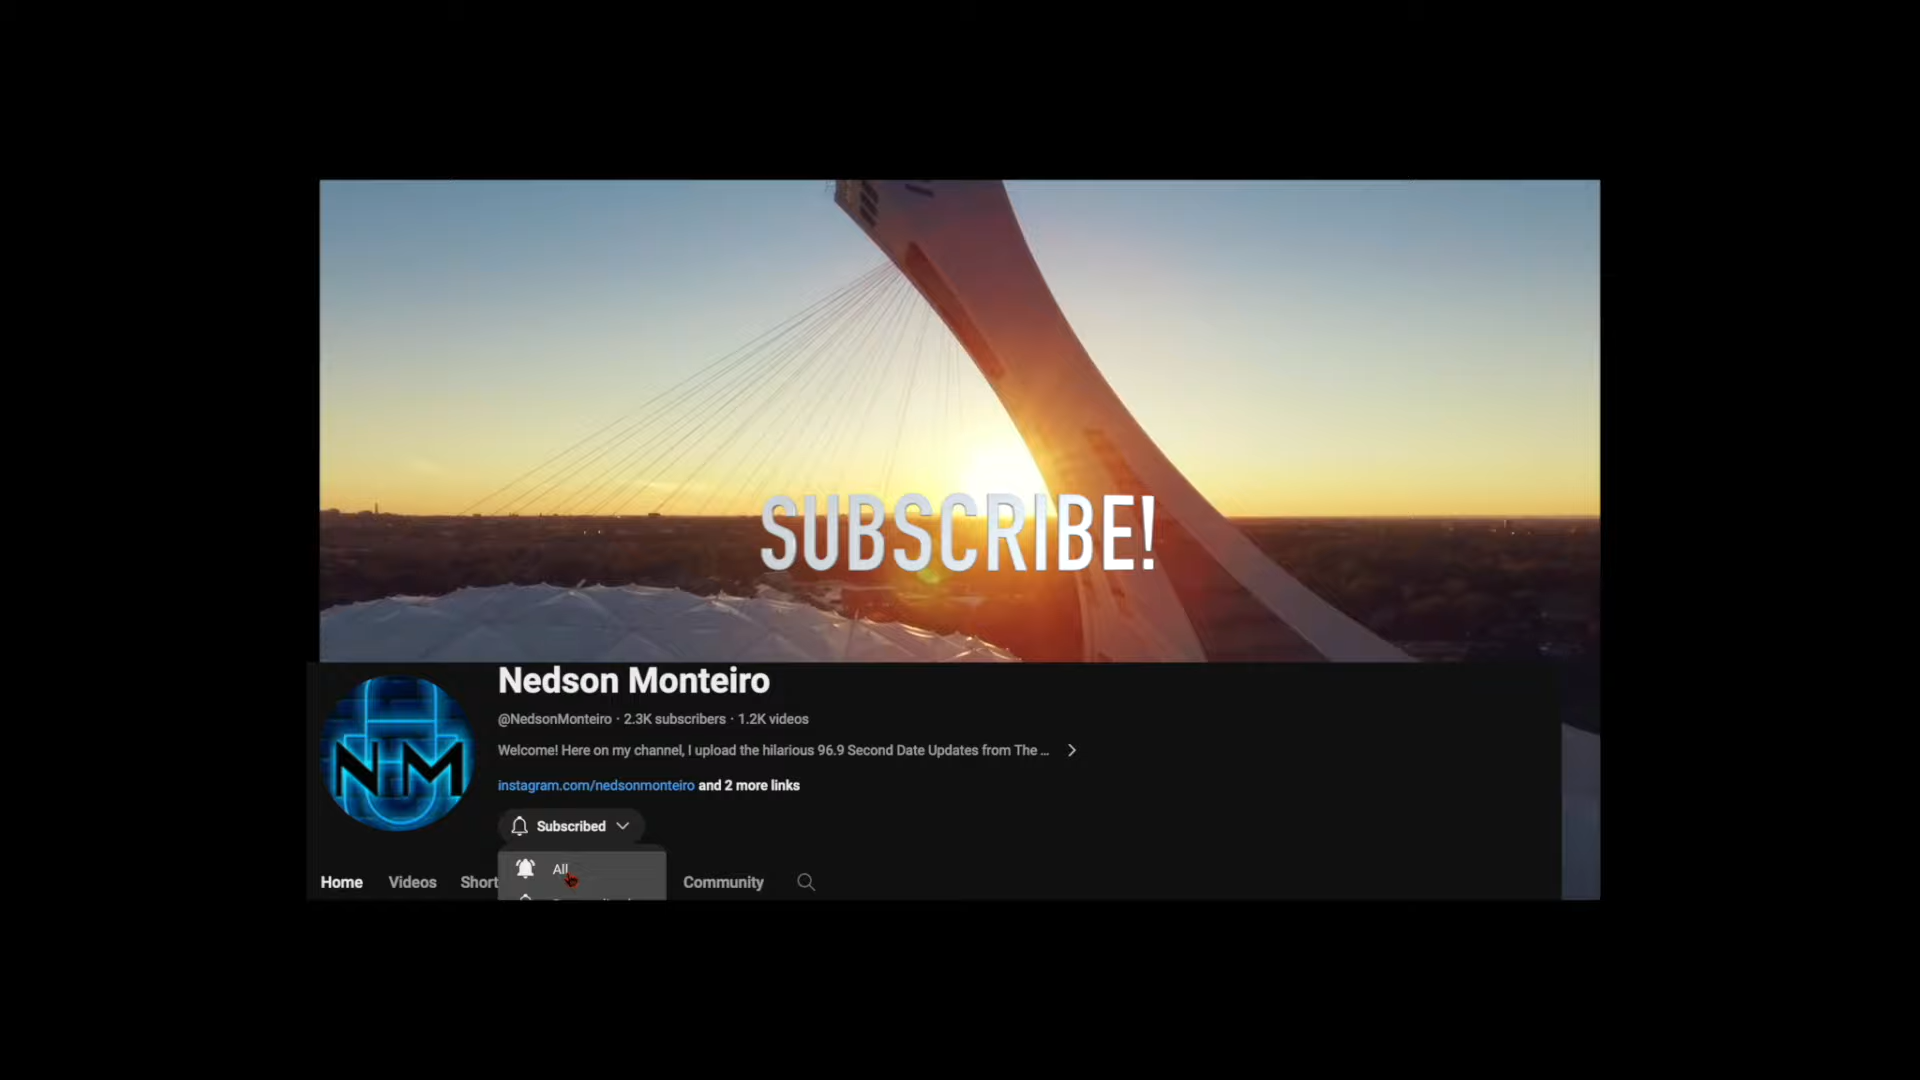 SUBSCRIBE!
Nedson Monteiro
@NedsonMonteiro · 2.3K subscribers · 1.2K videos
Welcome! Here on my channel, I upload the hilarious 96.9 Second Date Updates from The ...
instagram.com/nedsonmonteiro and 2 more links
NM
Subscribed
All
Home Videos Short Community